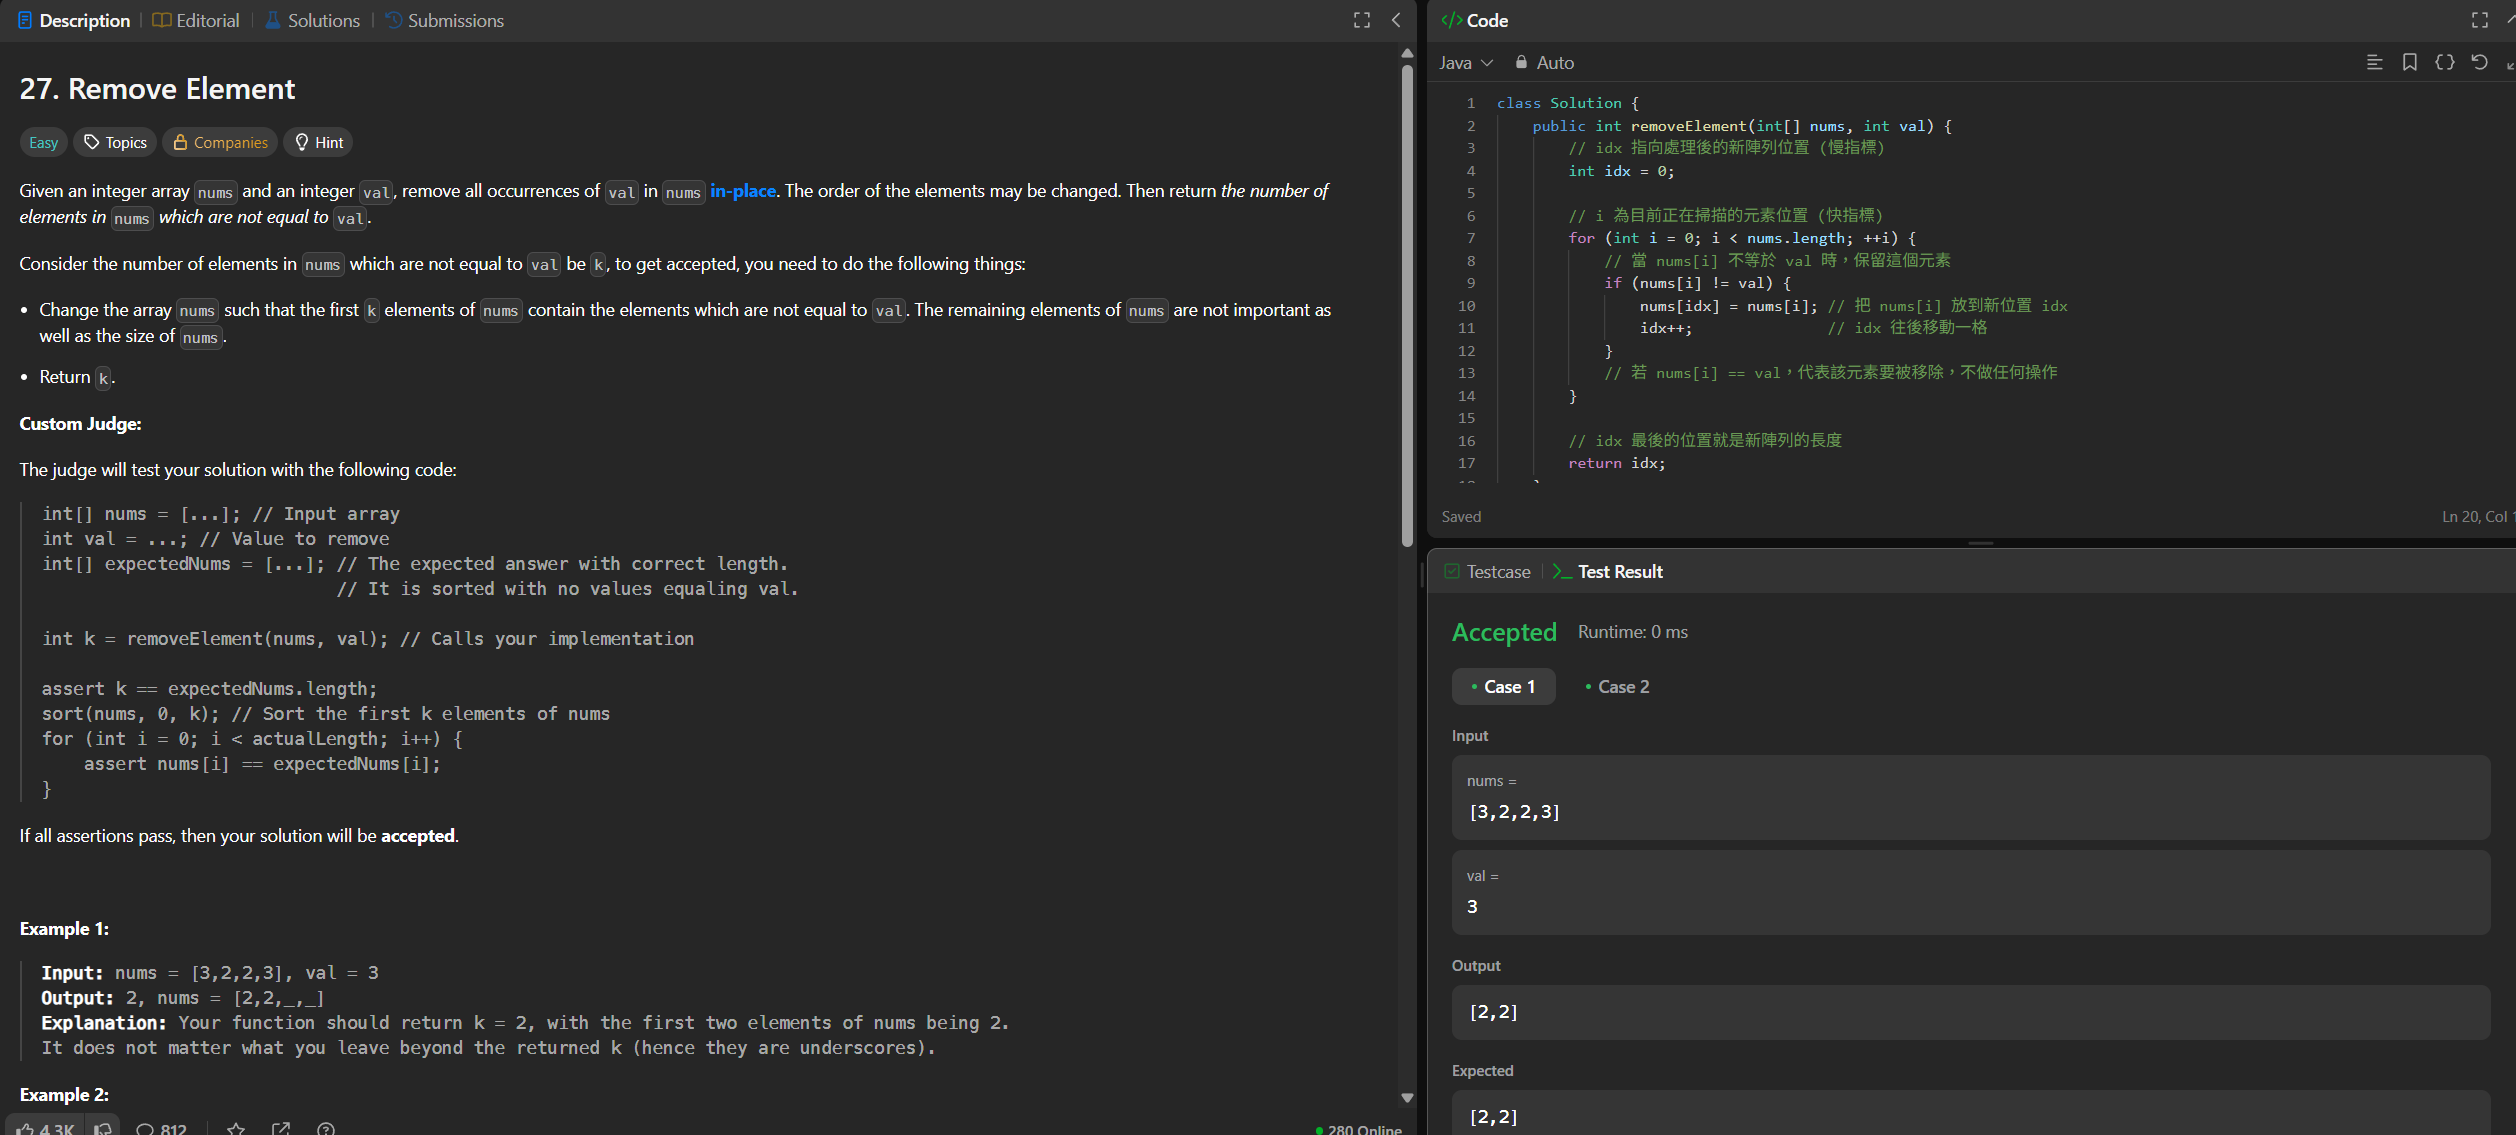 Description Editorial Solutions Submissions
27. Remove Element
Easy Topics Companies Hint
Given an integer array nums and an integer val, remove all occurrences of val in nums in-place. The order of the elements may be changed. Then return the number of
elements in nums which are not equal to val.
Consider the number of elements in nums which are not equal to val be k, to get accepted, you need to do the following things:
• Change the array nums such that the first k elements of nums contain the elements which are not equal to val. The remaining elements of nums are not important as
well as the size of nums.
• Return k.
Custom Judge:
The judge will test your solution with the following code:
int[] nums = [...]; // Input array
int val = ...; // Value to remove
int[] expectedNums = [...]; // The expected answer with correct length.
                            // It is sorted with no values equaling val.
int k = removeElement(nums, val); // Calls your implementation
assert k == expectedNums.length;
sort(nums, 0, k); // Sort the first k elements of nums
for (int i = 0; i < actualLength; i++) {
    assert nums[i] == expectedNums[i];
}
If all assertions pass, then your solution will be accepted.
Example 1:
Input: nums = [3,2,2,3], val = 3
Output: 2, nums = [2,2,_,_]
Explanation: Your function should return k = 2, with the first two elements of nums being 2.
It does not matter what you leave beyond the returned k (hence they are underscores).
Example 2:
4.3K 812 280 Online
</> Code
Java Auto
1 class Solution {
2     public int removeElement(int[] nums, int val) {
3         // idx 指向處理後的新陣列位置 (慢指標)
4         int idx = 0;
5
6         // i 為目前正在掃描的元素位置 (快指標)
7         for (int i = 0; i < nums.length; ++i) {
8             // 當 nums[i] 不等於 val 時，保留這個元素
9             if (nums[i] != val) {
10                 nums[idx] = nums[i]; // 把 nums[i] 放到新位置 idx
11                 idx++;               // idx 往後移動一格
12             }
13             // 若 nums[i] == val，代表該元素要被移除，不做任何操作
14         }
15
16         // idx 最後的位置就是新陣列的長度
17         return idx;
Saved Ln 20, Col
Testcase Test Result
Accepted Runtime: 0 ms
• Case 1 • Case 2
Input
nums =
[3,2,2,3]
val =
3
Output
[2,2]
Expected
[2,2]